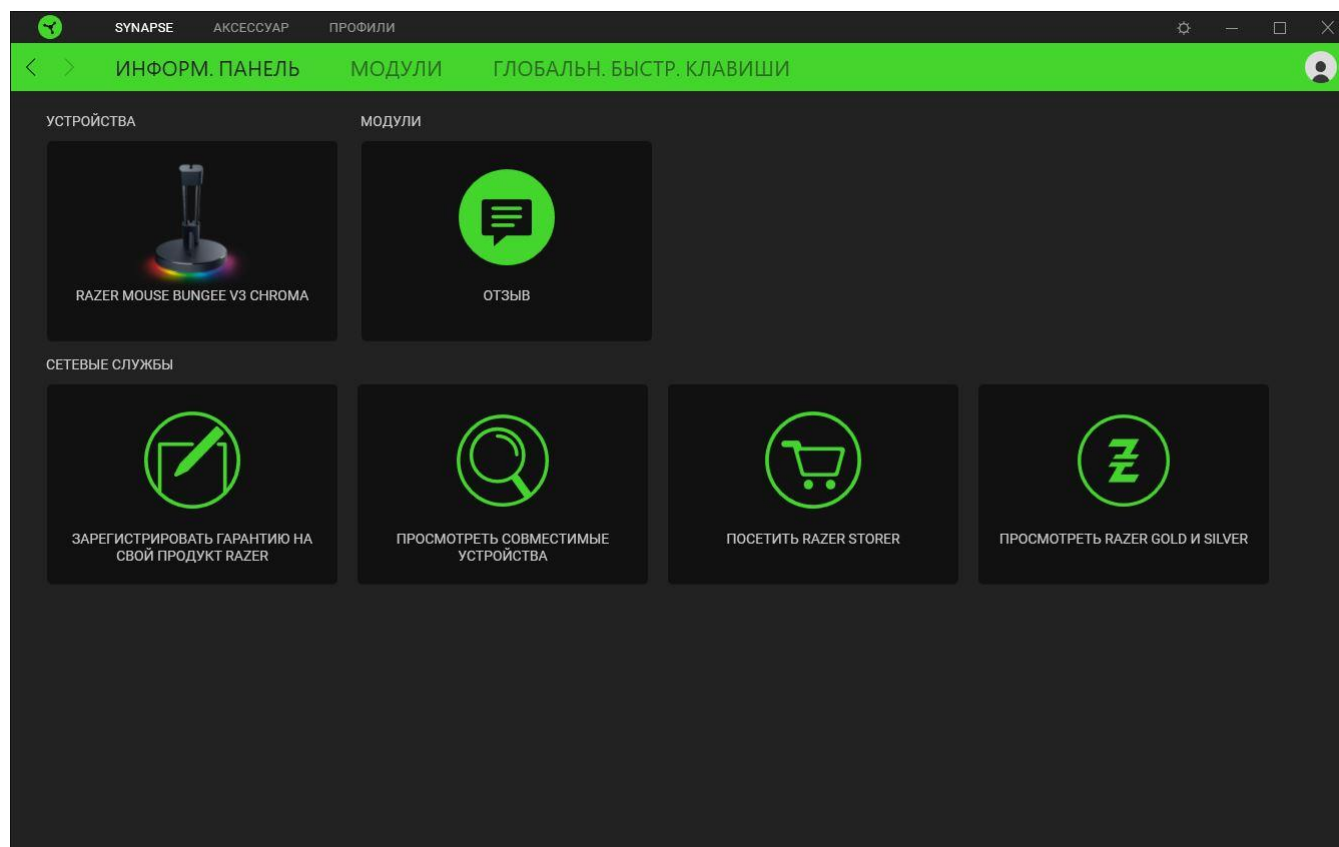 SYNAPSE АКСЕССУАР ПРОФИЛИ
ИНФОРМ. ПАНЕЛЬ МОДУЛИ ГЛОБАЛЬН. БЫСТР. КЛАВИШИ
УСТРОЙСТВА МОДУЛИ
RAZER MOUSE BUNGEE V3 CHROMA ОТЗЫВ
СЕТЕВЫЕ СЛУЖБЫ
ЗАРЕГИСТРИРОВАТЬ ГАРАНТИЮ НА
СВОЙ ПРОДУКТ RAZER
ПРОСМОТРЕТЬ СОВМЕСТИМЫЕ
УСТРОЙСТВА
ПОСЕТИТЬ RAZER STORER
ПРОСМОТРЕТЬ RAZER GOLD И SILVER